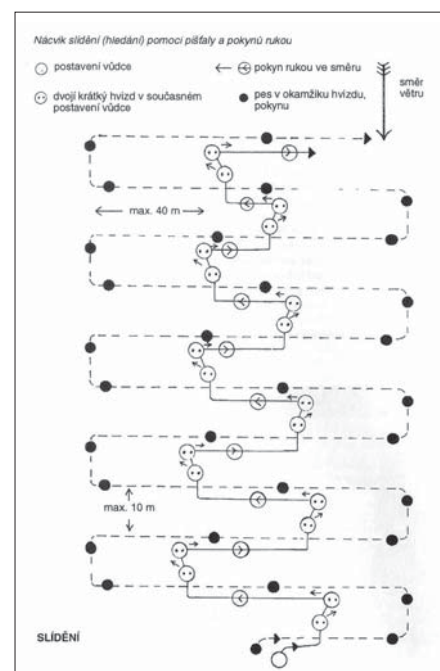 Nácvik slídění (hledání) pomocí píšťaly a pokynů rukou
postavení vůdce
pokyn rukou ve směru
směr
větru
dvojí krátký hvizd v současném
postavení vůdce
pes v okamžiku hvizdu,
pokynu
max. 40 m
max. 10 m
SLÍDĚNÍ